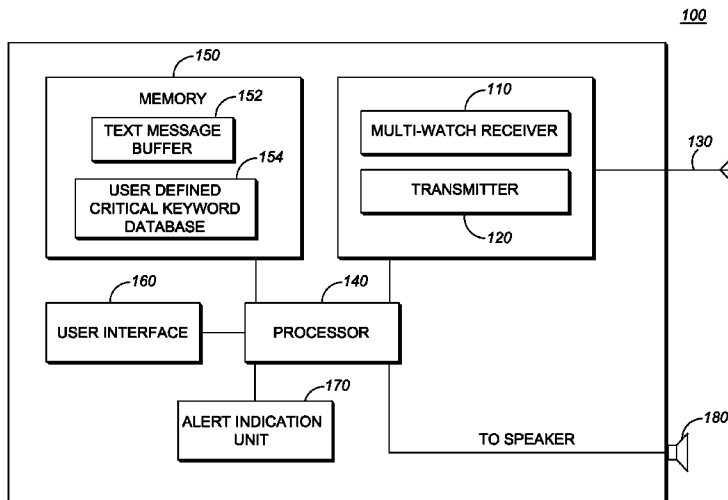 100
150
MEMORY
152
TEXT MESSAGE
BUFFER
154
USER DEFINED
CRITICAL KEYWORD
DATABASE
110
MULTI-WATCH RECEIVER
TRANSMITTER
120
130
160
USER INTERFACE
140
PROCESSOR
170
ALERT INDICATION
UNIT
TO SPEAKER
180